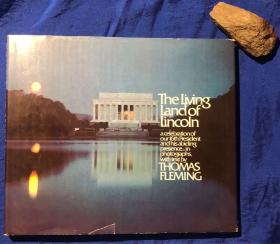 The Living
Land of
Lincoln
a celebration of
our 16th President
and his abiding
presence...in
photographs,
with text by
THOMAS
FLEMING